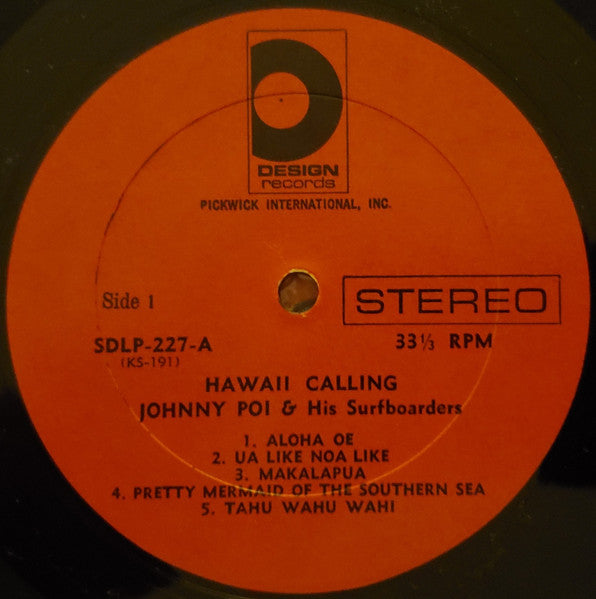 DESIGN
records
PICKWICK INTERNATIONAL, INC.
Side 1
STEREO
SDLP-227-A
33⅓ RPM
(KS-191)
HAWAII CALLING
JOHNNY POI & His Surfboarders
1. ALOHA OE
2. UA LIKE NOA LIKE
3. MAKALAPUA
4. PRETTY MERMAID OF THE SOUTHERN SEA
5. TAHU WAHU WAHI